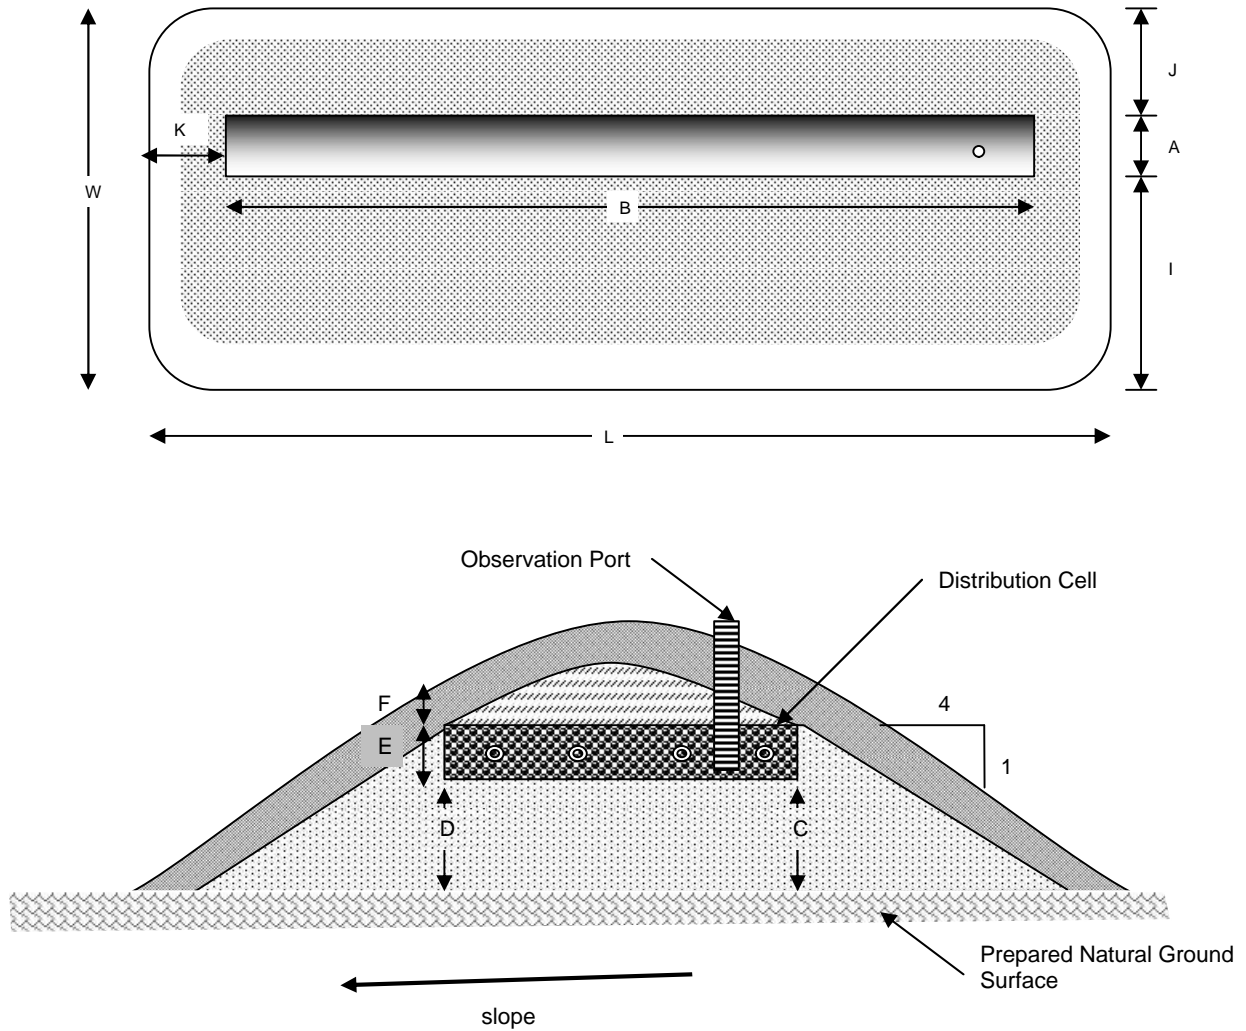 J
K
A
W
B
I
L
Observation Port
Distribution Cell
F
4
E
1
D
C
Prepared Natural Ground
Surface
slope